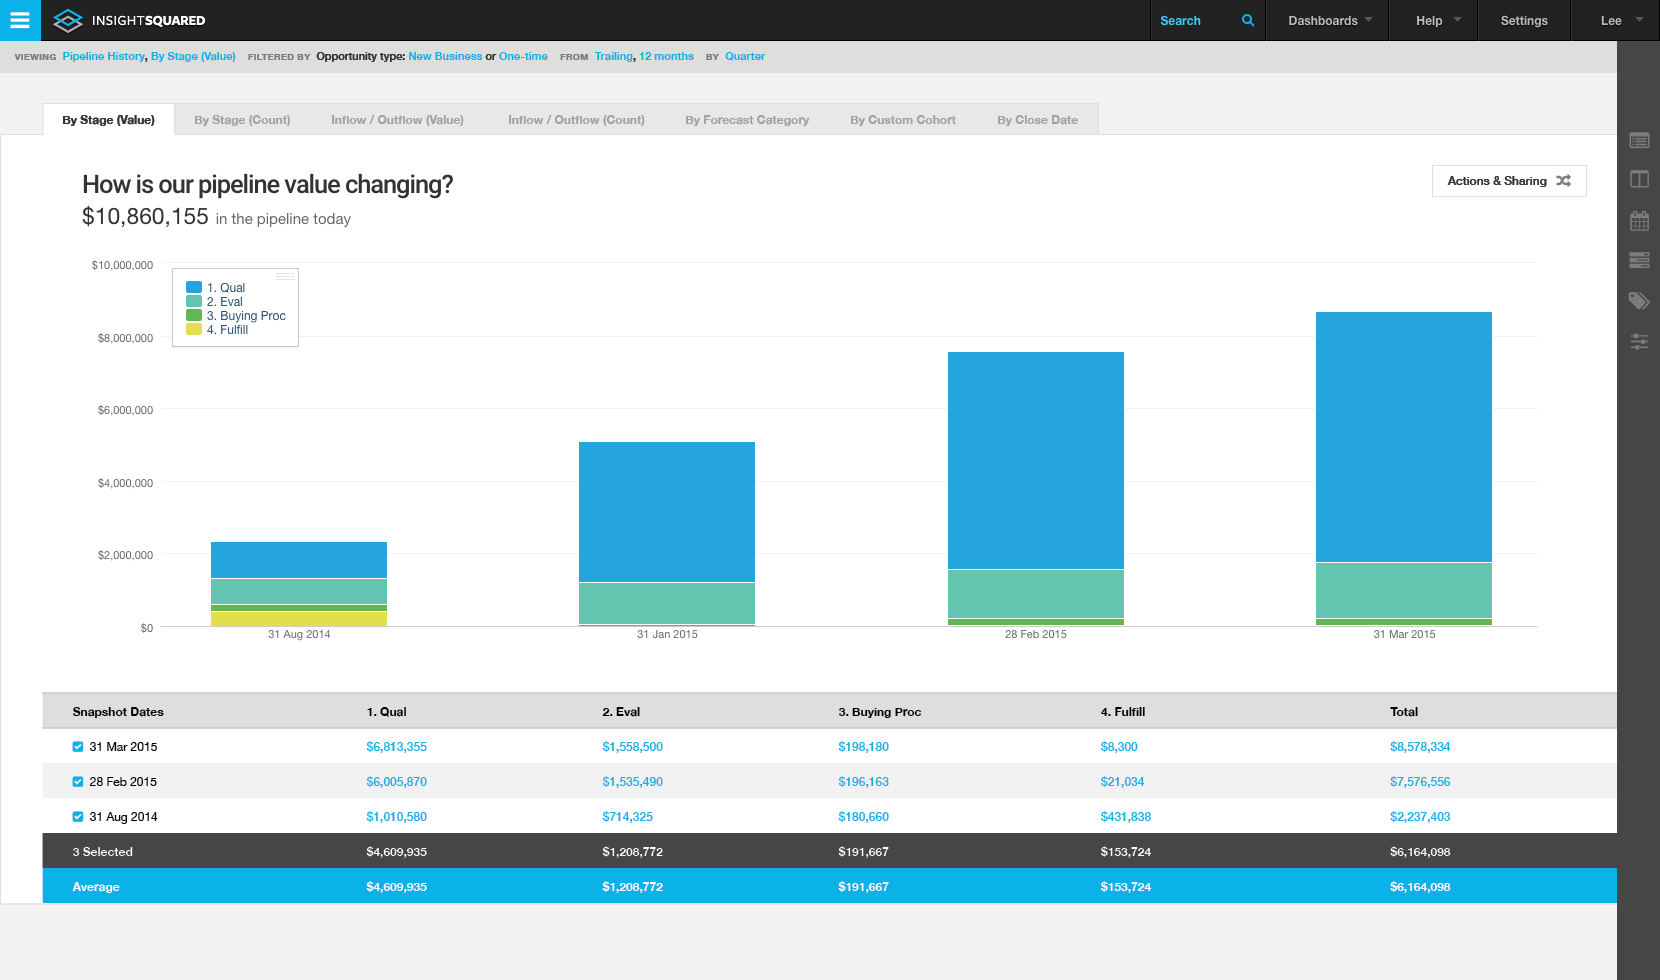 INSIGHTSQUARED Search Dashboards Help Settings Lee
VIEWING Pipeline History, By Stage (Value) FILTERED BY Opportunity type: New Business or One-time FROM Trailing, 12 months BY Quarter
By Stage (Value) By Stage (Count) Inflow / Outflow (Value) Inflow / Outflow (Count) By Forecast Category By Custom Cohort By Close Date
How is our pipeline value changing?
Actions & Sharing
$10,860,155 in the pipeline today
$10,000,000
$8,000,000
$6,000,000
$4,000,000
$2,000,000
$0
1. Qual
2. Eval
3. Buying Proc
4. Fulfill
31 Aug 2014 31 Jan 2015 28 Feb 2015 31 Mar 2015
Snapshot Dates 1. Qual 2. Eval 3. Buying Proc 4. Fulfill Total
31 Mar 2015 $6,813,355 $1,558,500 $198,180 $8,300 $8,578,334
28 Feb 2015 $6,005,870 $1,535,490 $196,163 $21,034 $7,576,556
31 Aug 2014 $1,010,580 $714,325 $180,660 $431,838 $2,237,403
3 Selected $4,609,935 $1,208,772 $191,667 $153,724 $6,164,098
Average $4,609,935 $1,208,772 $191,667 $153,724 $6,164,098